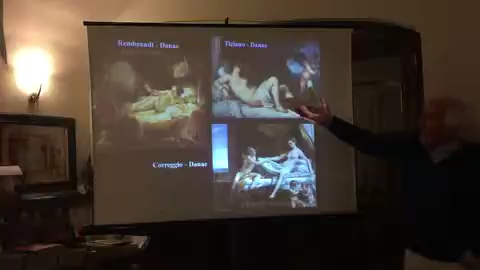 Rembrandt - Danae
Tiziano - Danae
Correggio - Danae